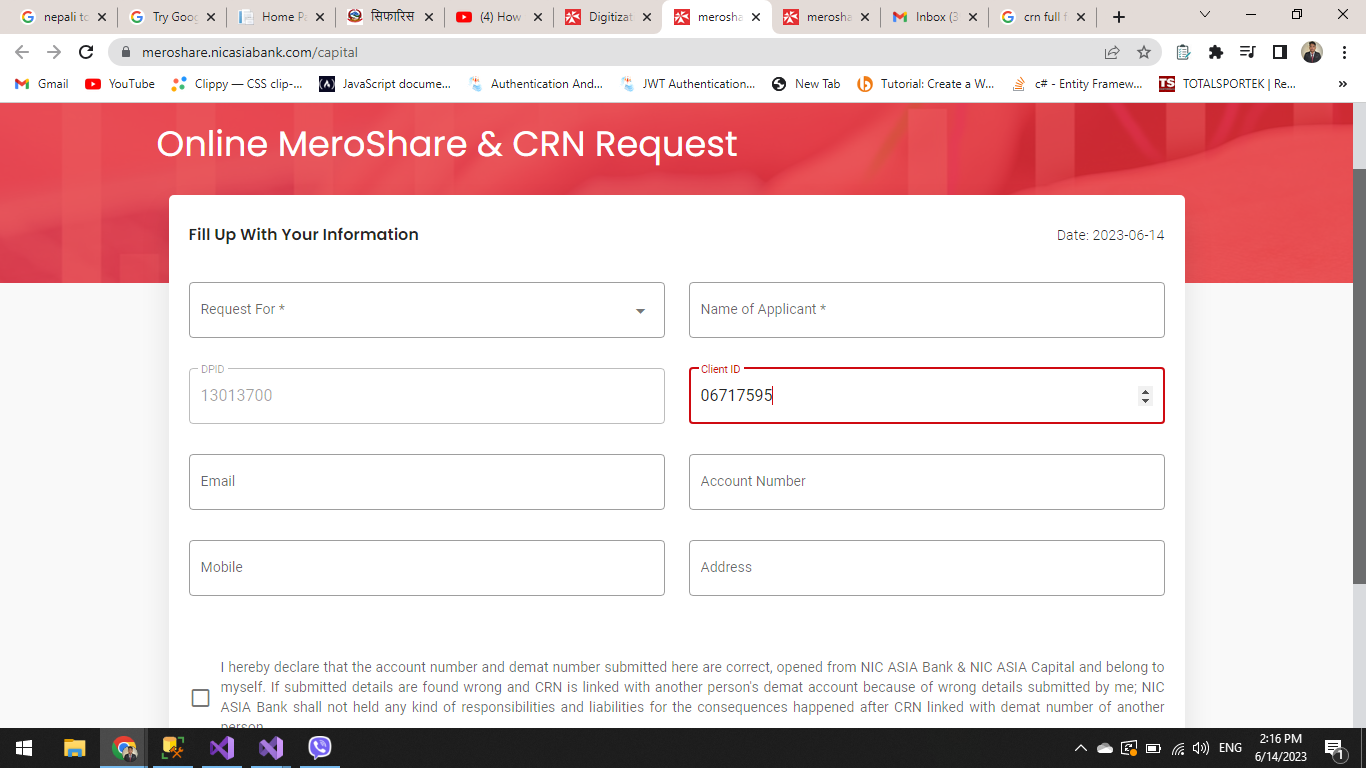 nepali to
Try Goog
Home Pa
सिफारिस
(4) How
Digitizat
merosha
merosha
Inbox (3
crn full f
meroshare.nicasiabank.com/capital
Gmail
YouTube
Clippy — CSS clip-...
JavaScript docume...
Authentication And...
JWT Authentication...
New Tab
Tutorial: Create a W...
c# - Entity Framew...
TS TOTALSPORTEK | Re...
»
Online MeroShare & CRN Request
Fill Up With Your Information
Date: 2023-06-14
Request For *
Name of Applicant *
DPID
13013700
Client ID
06717595
Email
Account Number
Mobile
Address
I hereby declare that the account number and demat number submitted here are correct, opened from NIC ASIA Bank & NIC ASIA Capital and belong to
myself. If submitted details are found wrong and CRN is linked with another person's demat account because of wrong details submitted by me; NIC
ASIA Bank shall not held any kind of responsibilities and liabilities for the consequences happened after CRN linked with demat number of another
person.
ENG
2:16 PM
6/14/2023
1